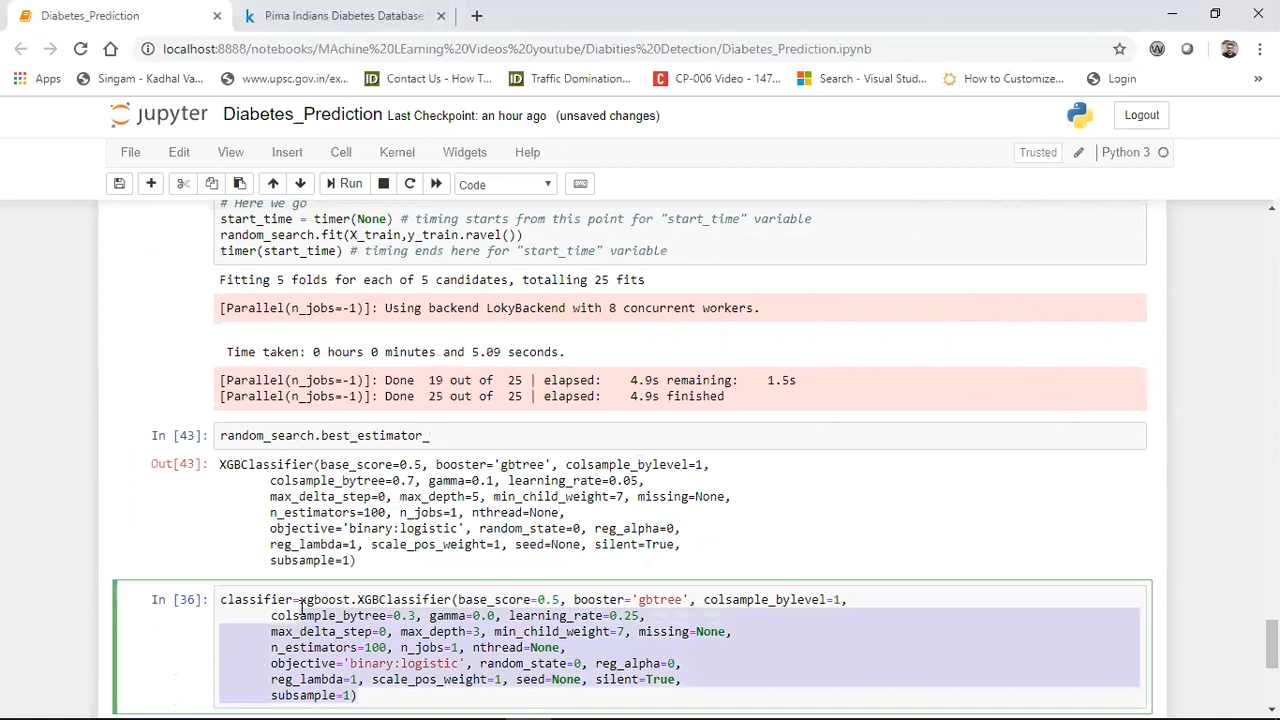 Diabetes_Prediction
Pima Indians Diabetes Database
localhost:8888/notebooks/MAchine%20LEarning%20Videos%20youtube/Diabities%20Detection/Diabetes_Prediction.ipynb
Apps Singam - Kadhal Va... www.upsc.gov.in/ex... ID Contact Us - How T... ID Traffic Domination... C CP-006 Video - 147... Search - Visual Stud... How to Customize... Login »
jupyter Diabetes_Prediction Last Checkpoint: an hour ago (unsaved changes) Logout
File Edit View Insert Cell Kernel Widgets Help Trusted Python 3
Run Code
# Here we go
start_time = timer(None) # timing starts from this point for "start_time" variable
random_search.fit(X_train,y_train.ravel())
timer(start_time) # timing ends here for "start_time" variable
Fitting 5 folds for each of 5 candidates, totalling 25 fits
[Parallel(n_jobs=-1)]: Using backend LokyBackend with 8 concurrent workers.
Time taken: 0 hours 0 minutes and 5.09 seconds.
[Parallel(n_jobs=-1)]: Done 19 out of 25 | elapsed: 4.9s remaining: 1.5s
[Parallel(n_jobs=-1)]: Done 25 out of 25 | elapsed: 4.9s finished
In [43]: random_search.best_estimator_
Out[43]: XGBClassifier(base_score=0.5, booster='gbtree', colsample_bylevel=1,
colsample_bytree=0.7, gamma=0.1, learning_rate=0.05,
max_delta_step=0, max_depth=5, min_child_weight=7, missing=None,
n_estimators=100, n_jobs=1, nthread=None,
objective='binary:logistic', random_state=0, reg_alpha=0,
reg_lambda=1, scale_pos_weight=1, seed=None, silent=True,
subsample=1)
In [36]: classifier=xgboost.XGBClassifier(base_score=0.5, booster='gbtree', colsample_bylevel=1,
colsample_bytree=0.3, gamma=0.0, learning_rate=0.25,
max_delta_step=0, max_depth=3, min_child_weight=7, missing=None,
n_estimators=100, n_jobs=1, nthread=None,
objective='binary:logistic', random_state=0, reg_alpha=0,
reg_lambda=1, scale_pos_weight=1, seed=None, silent=True,
subsample=1)